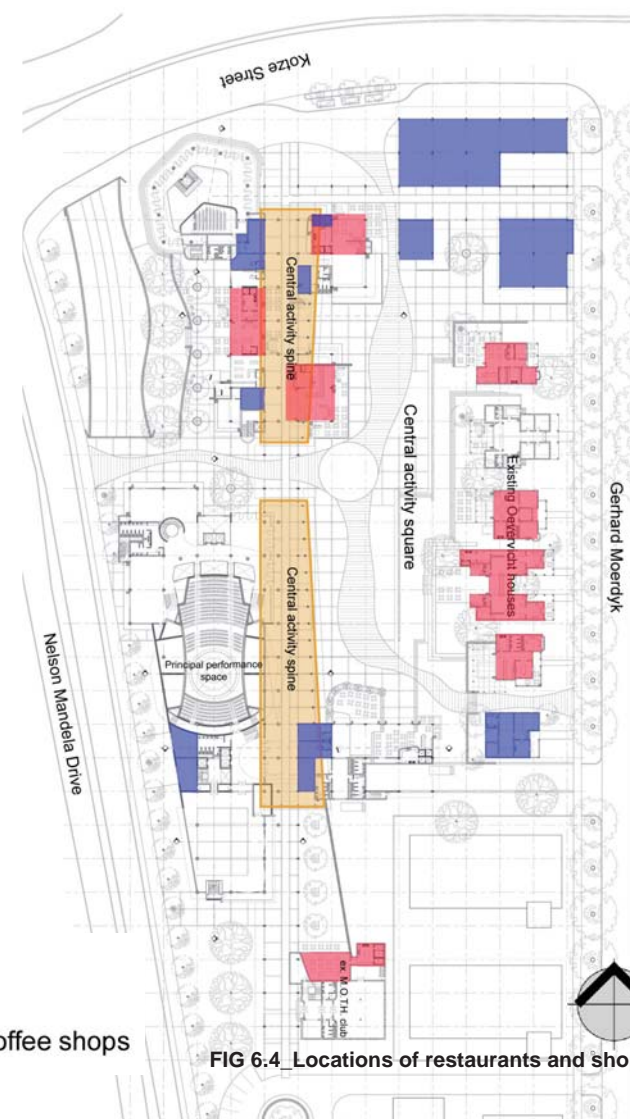 Kotze Street
Central activity spine
Central activity square
Existing Oevervicht houses
Gerhard Moerdyk
Central activity spine
Principal performance
space
Nelson Mandela Drive
ex. M.O.T.H. club
offee shops
FIG 6.4_Locations of restaurants and sho